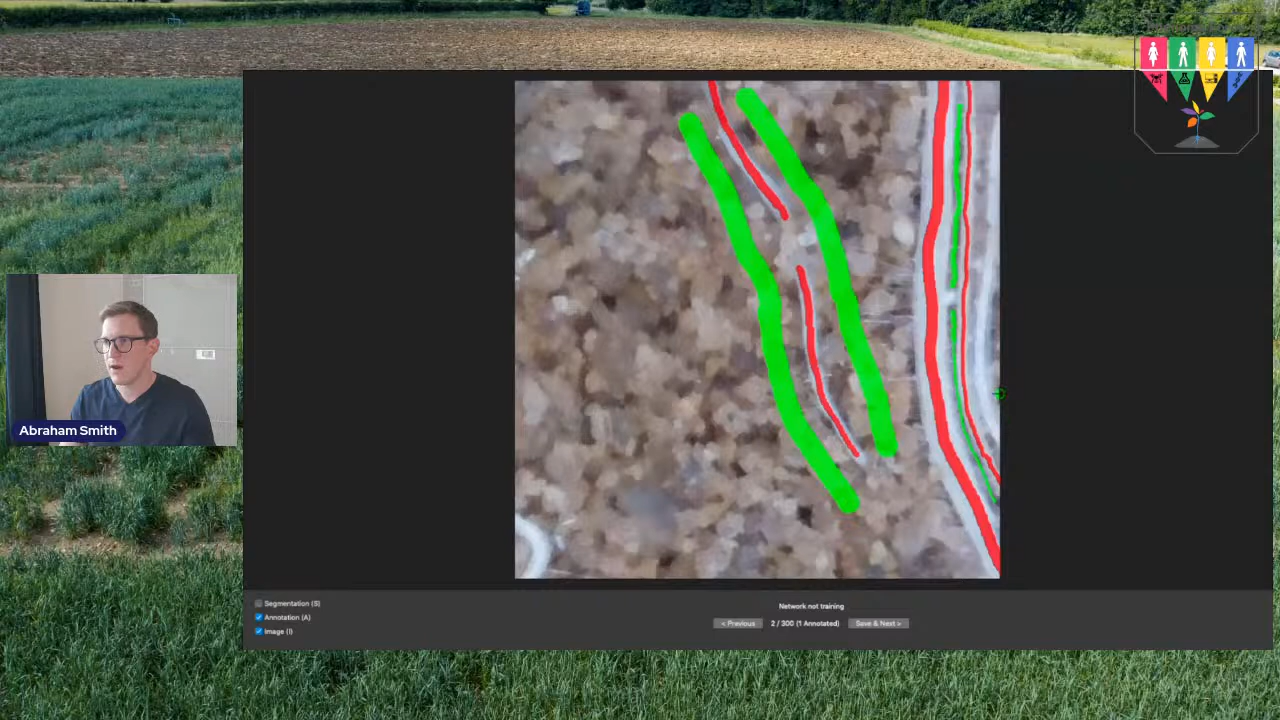 Abraham Smith
Segmentation (S)
Annotation (A)
Image (I)
Network not training
< Previous
2 / 300 (1 Annotated)
Save & Next >